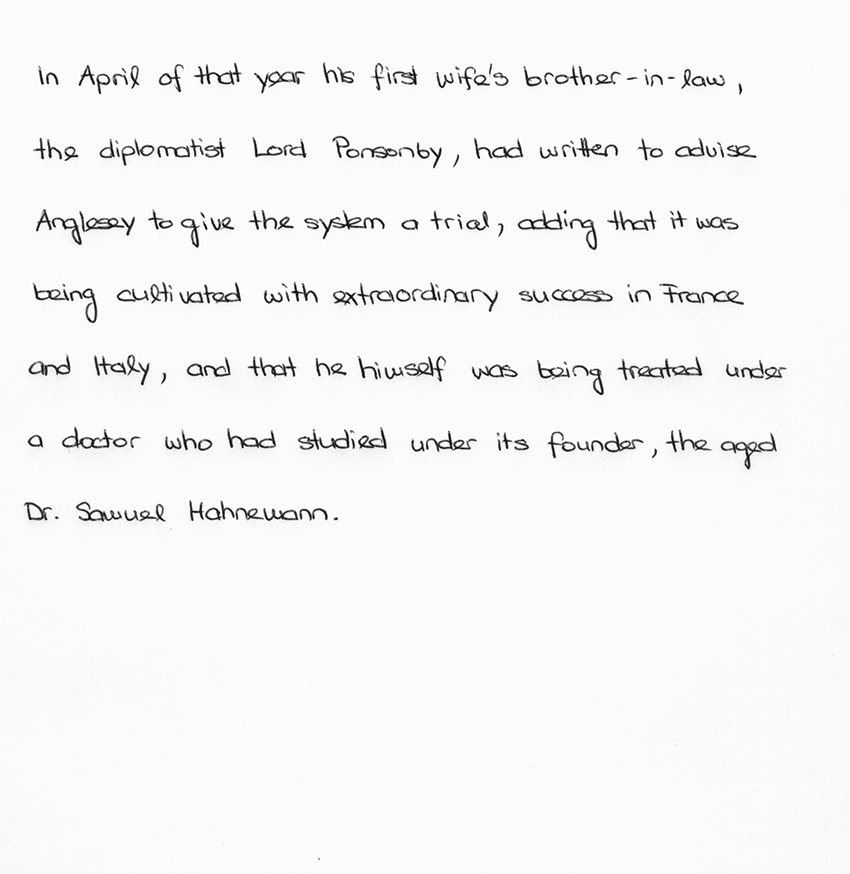 In April of that year his first wife's brother-in-law,
the diplomatist Lord Ponsonby, had written to advise
Anglesey to give the system a trial, adding that it was
being cultivated with extraordinary success in France
and Italy, and that he himself was being treated under
a doctor who had studied under its founder, the aged
Dr. Samuel Hahnemann.